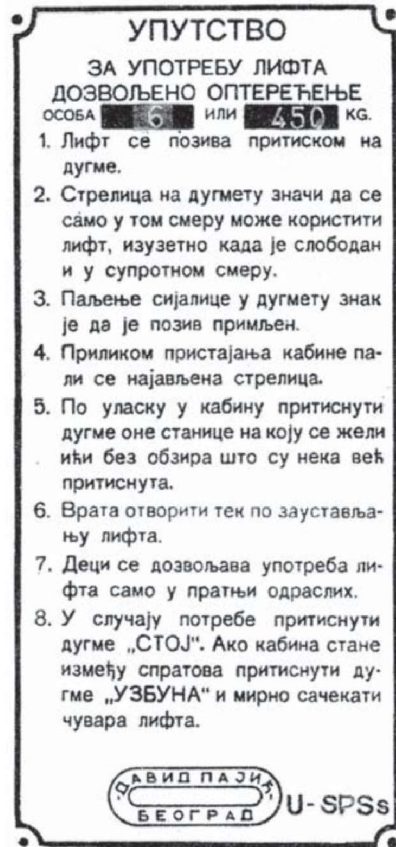 УПУТСТВО
ЗА УПОТРЕБУ ЛИФТА
ДОЗВОЉЕНО ОПТЕРЕЋЕЊЕ
ОСОБА 6 ИЛИ 450 KG.
1. Лифт се позива притиском на
дугме.
2. Стрелица на дугмету значи да се
само у том смеру може користити
лифт, изузетно када је слободан
и у супротном смеру.
3. Паљење сијалице у дугмету знак
је да је позив примљен.
4. Приликом пристајања кабине па-
ли се најављена стрелица.
5. По уласку у кабину притиснути
дугме оне станице на коју се жели
ићи без обзира што су нека већ
притиснута.
6. Врата отворити тек по заустављa-
њу лифта.
7. Деци се дозвољава употреба ли-
фта само у пратњи одраслих.
8. У случају потребе притиснути
дугме „СТОЈ“. Ако кабина стане
између спратова притиснути ду-
гме „УЗБУНА“ и мирно сачекати
чувара лифта.
ДАВИД ПАЈИЋ
БЕОГРАД
U-SPSs